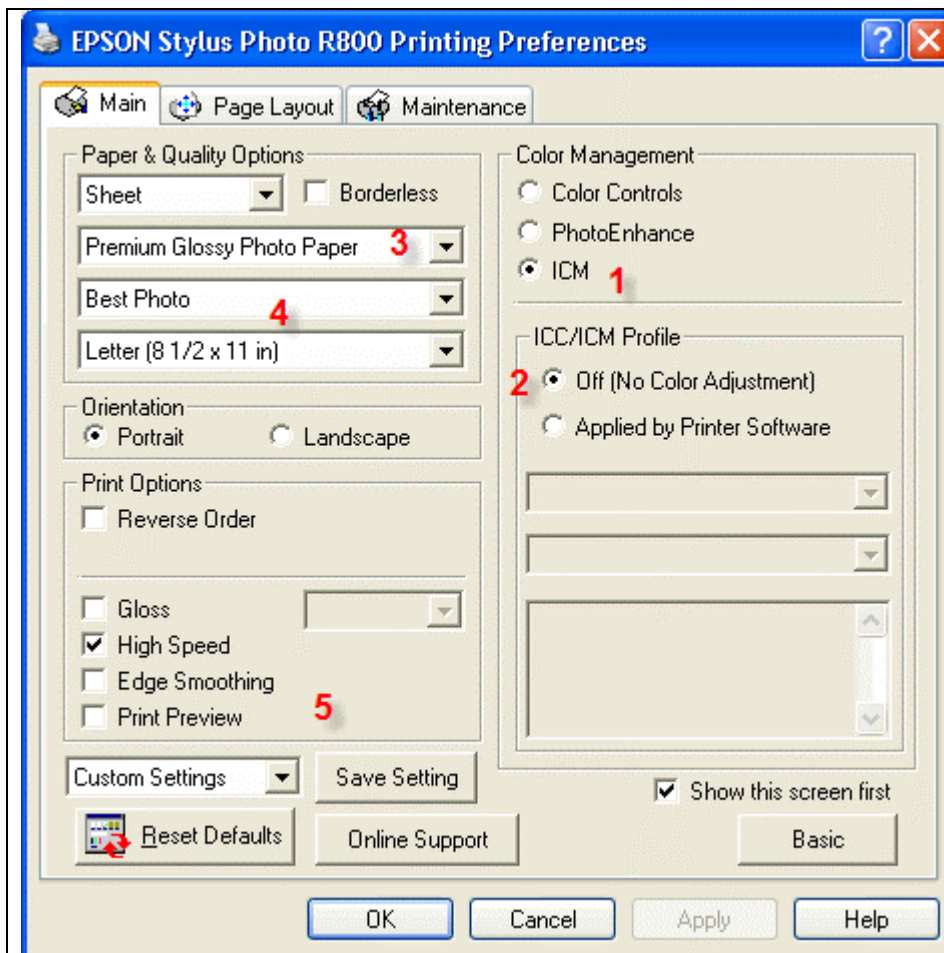 EPSON Stylus Photo R800 Printing Preferences
Main Page Layout Maintenance
Paper & Quality Options
Sheet Borderless
Premium Glossy Photo Paper 3
Best Photo
4
Letter (8 1/2 x 11 in)
Orientation
Portrait Landscape
Print Options
Reverse Order
Gloss
High Speed
Edge Smoothing
Print Preview 5
Custom Settings Save Setting
Reset Defaults Online Support
Color Management
Color Controls
PhotoEnhance
ICM 1
ICC/ICM Profile
2 Off (No Color Adjustment)
Applied by Printer Software
Show this screen first
Basic
OK Cancel Apply Help